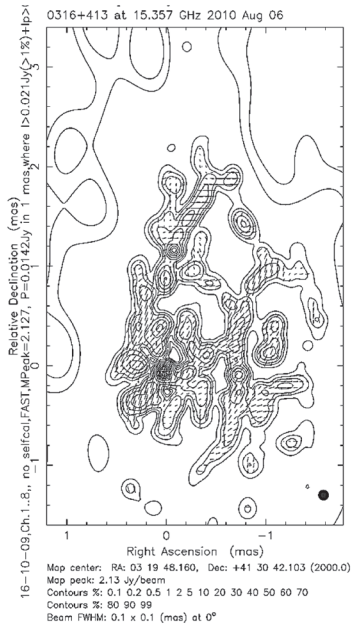 0316+413 at 15.357 GHz 2010 Aug 06
16-10-09,Ch.1..8,, no_selfcal,FAST,MPeak=2.127, P=0.0142Jy in 1 mas,where I>0.021Jy(>1%)+Ip>
Relative Declination (mas)
3
2
1
0
−1
1 0 −1
Right Ascension (mas)
Map center: RA: 03 19 48.160, Dec: +41 30 42.103 (2000.0)
Map peak: 2.13 Jy/beam
Contours %: 0.1 0.2 0.5 1 2 5 10 20 30 40 50 60 70
Contours %: 80 90 99
Beam FWHM: 0.1 x 0.1 (mas) at 0°